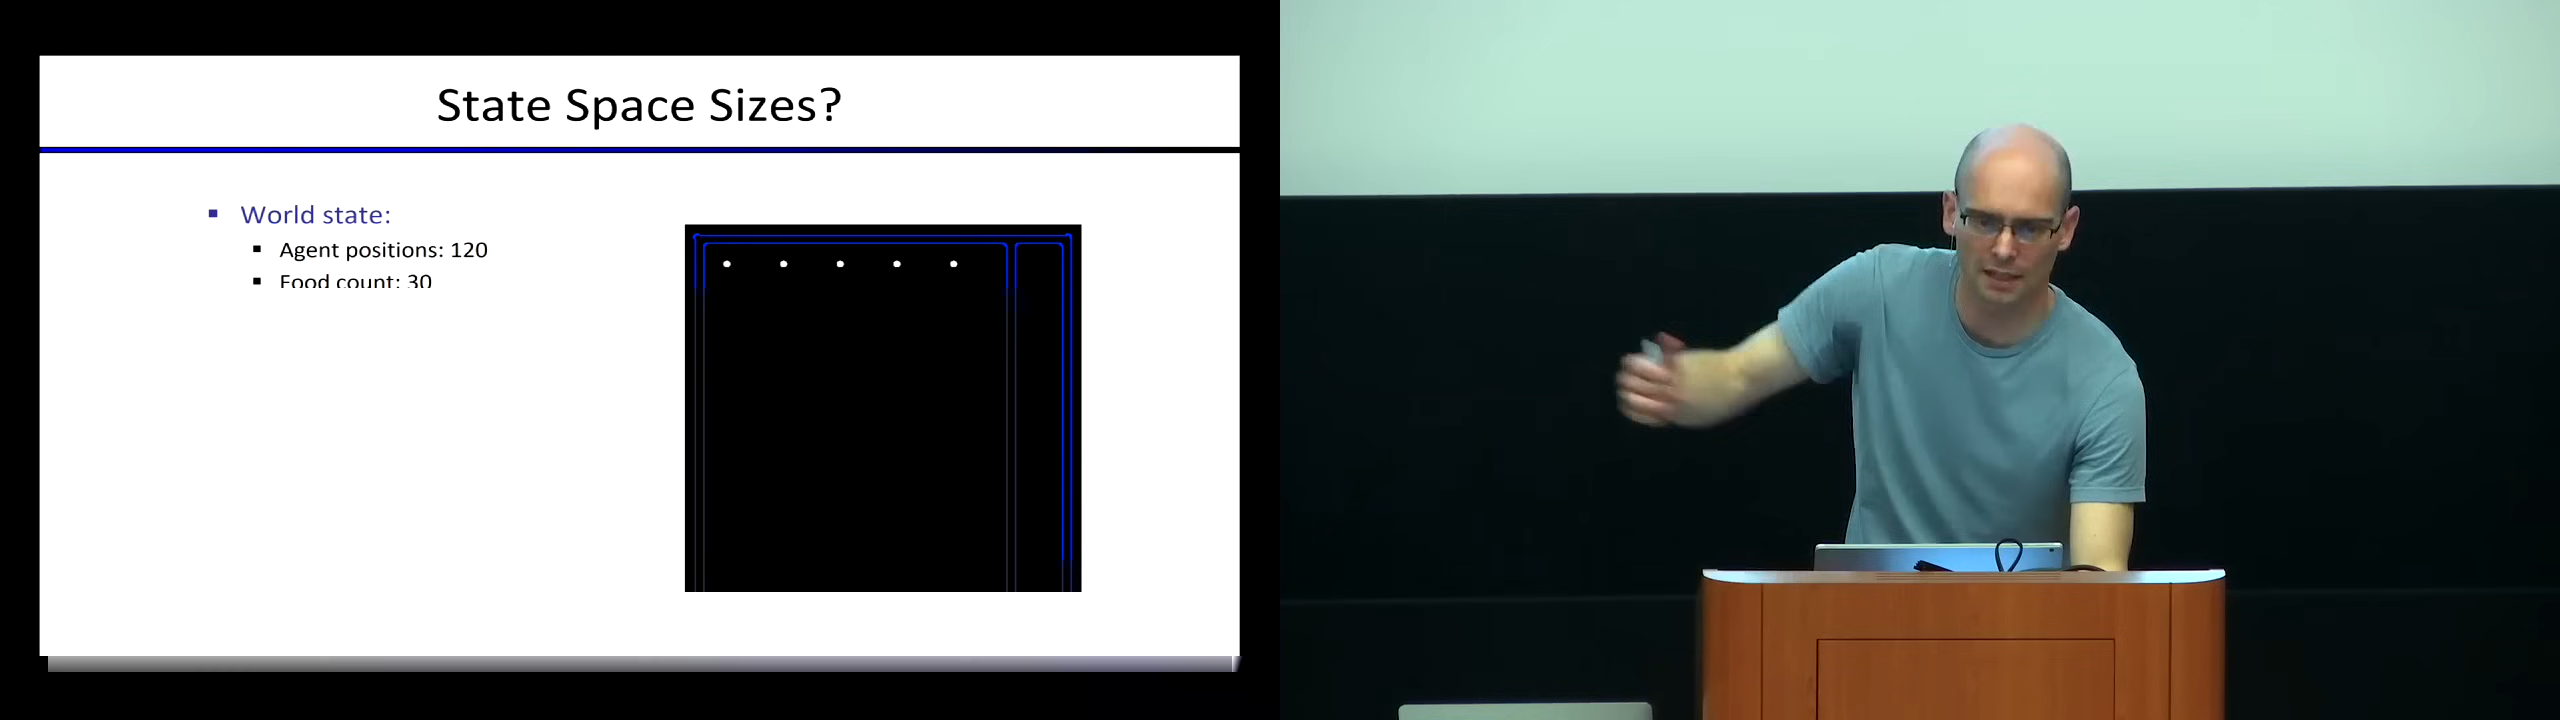 State Space Sizes?
World state:
Agent positions: 120
Food count: 30